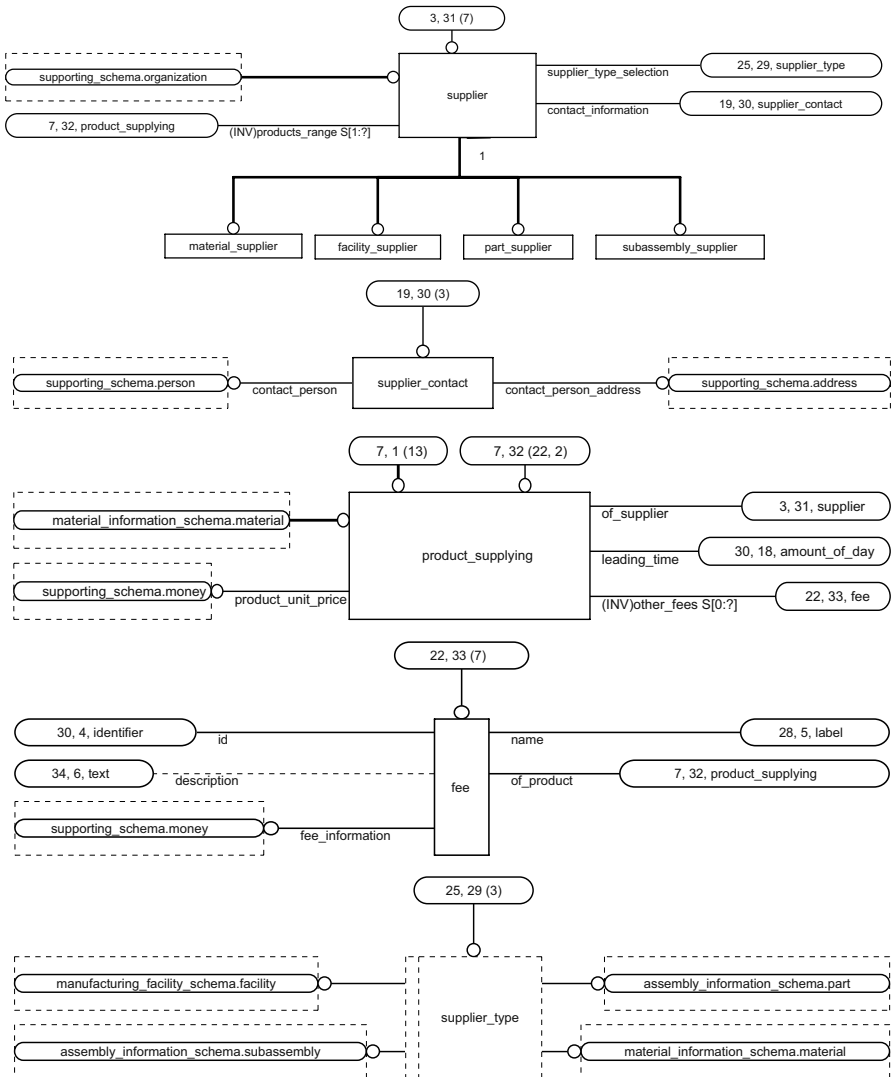 3, 31 (7)
supporting_schema.organization
supplier
supplier_type_selection
25, 29, supplier_type
contact_information
19, 30, supplier_contact
7, 32, product_supplying
(INV)products_range S[1:?]
1
material_supplier
facility_supplier
part_supplier
subassembly_supplier
19, 30 (3)
supporting_schema.person
contact_person
supplier_contact
contact_person_address
supporting_schema.address
7, 1 (13)
7, 32 (22, 2)
material_information_schema.material
of_supplier
3, 31, supplier
product_supplying
leading_time
30, 18, amount_of_day
supporting_schema.money
product_unit_price
(INV)other_fees S[0:?]
22, 33, fee
22, 33 (7)
30, 4, identifier
id
name
28, 5, label
34, 6, text
description
fee
of_product
7, 32, product_supplying
supporting_schema.money
fee_information
25, 29 (3)
manufacturing_facility_schema.facility
assembly_information_schema.part
supplier_type
assembly_information_schema.subassembly
material_information_schema.material